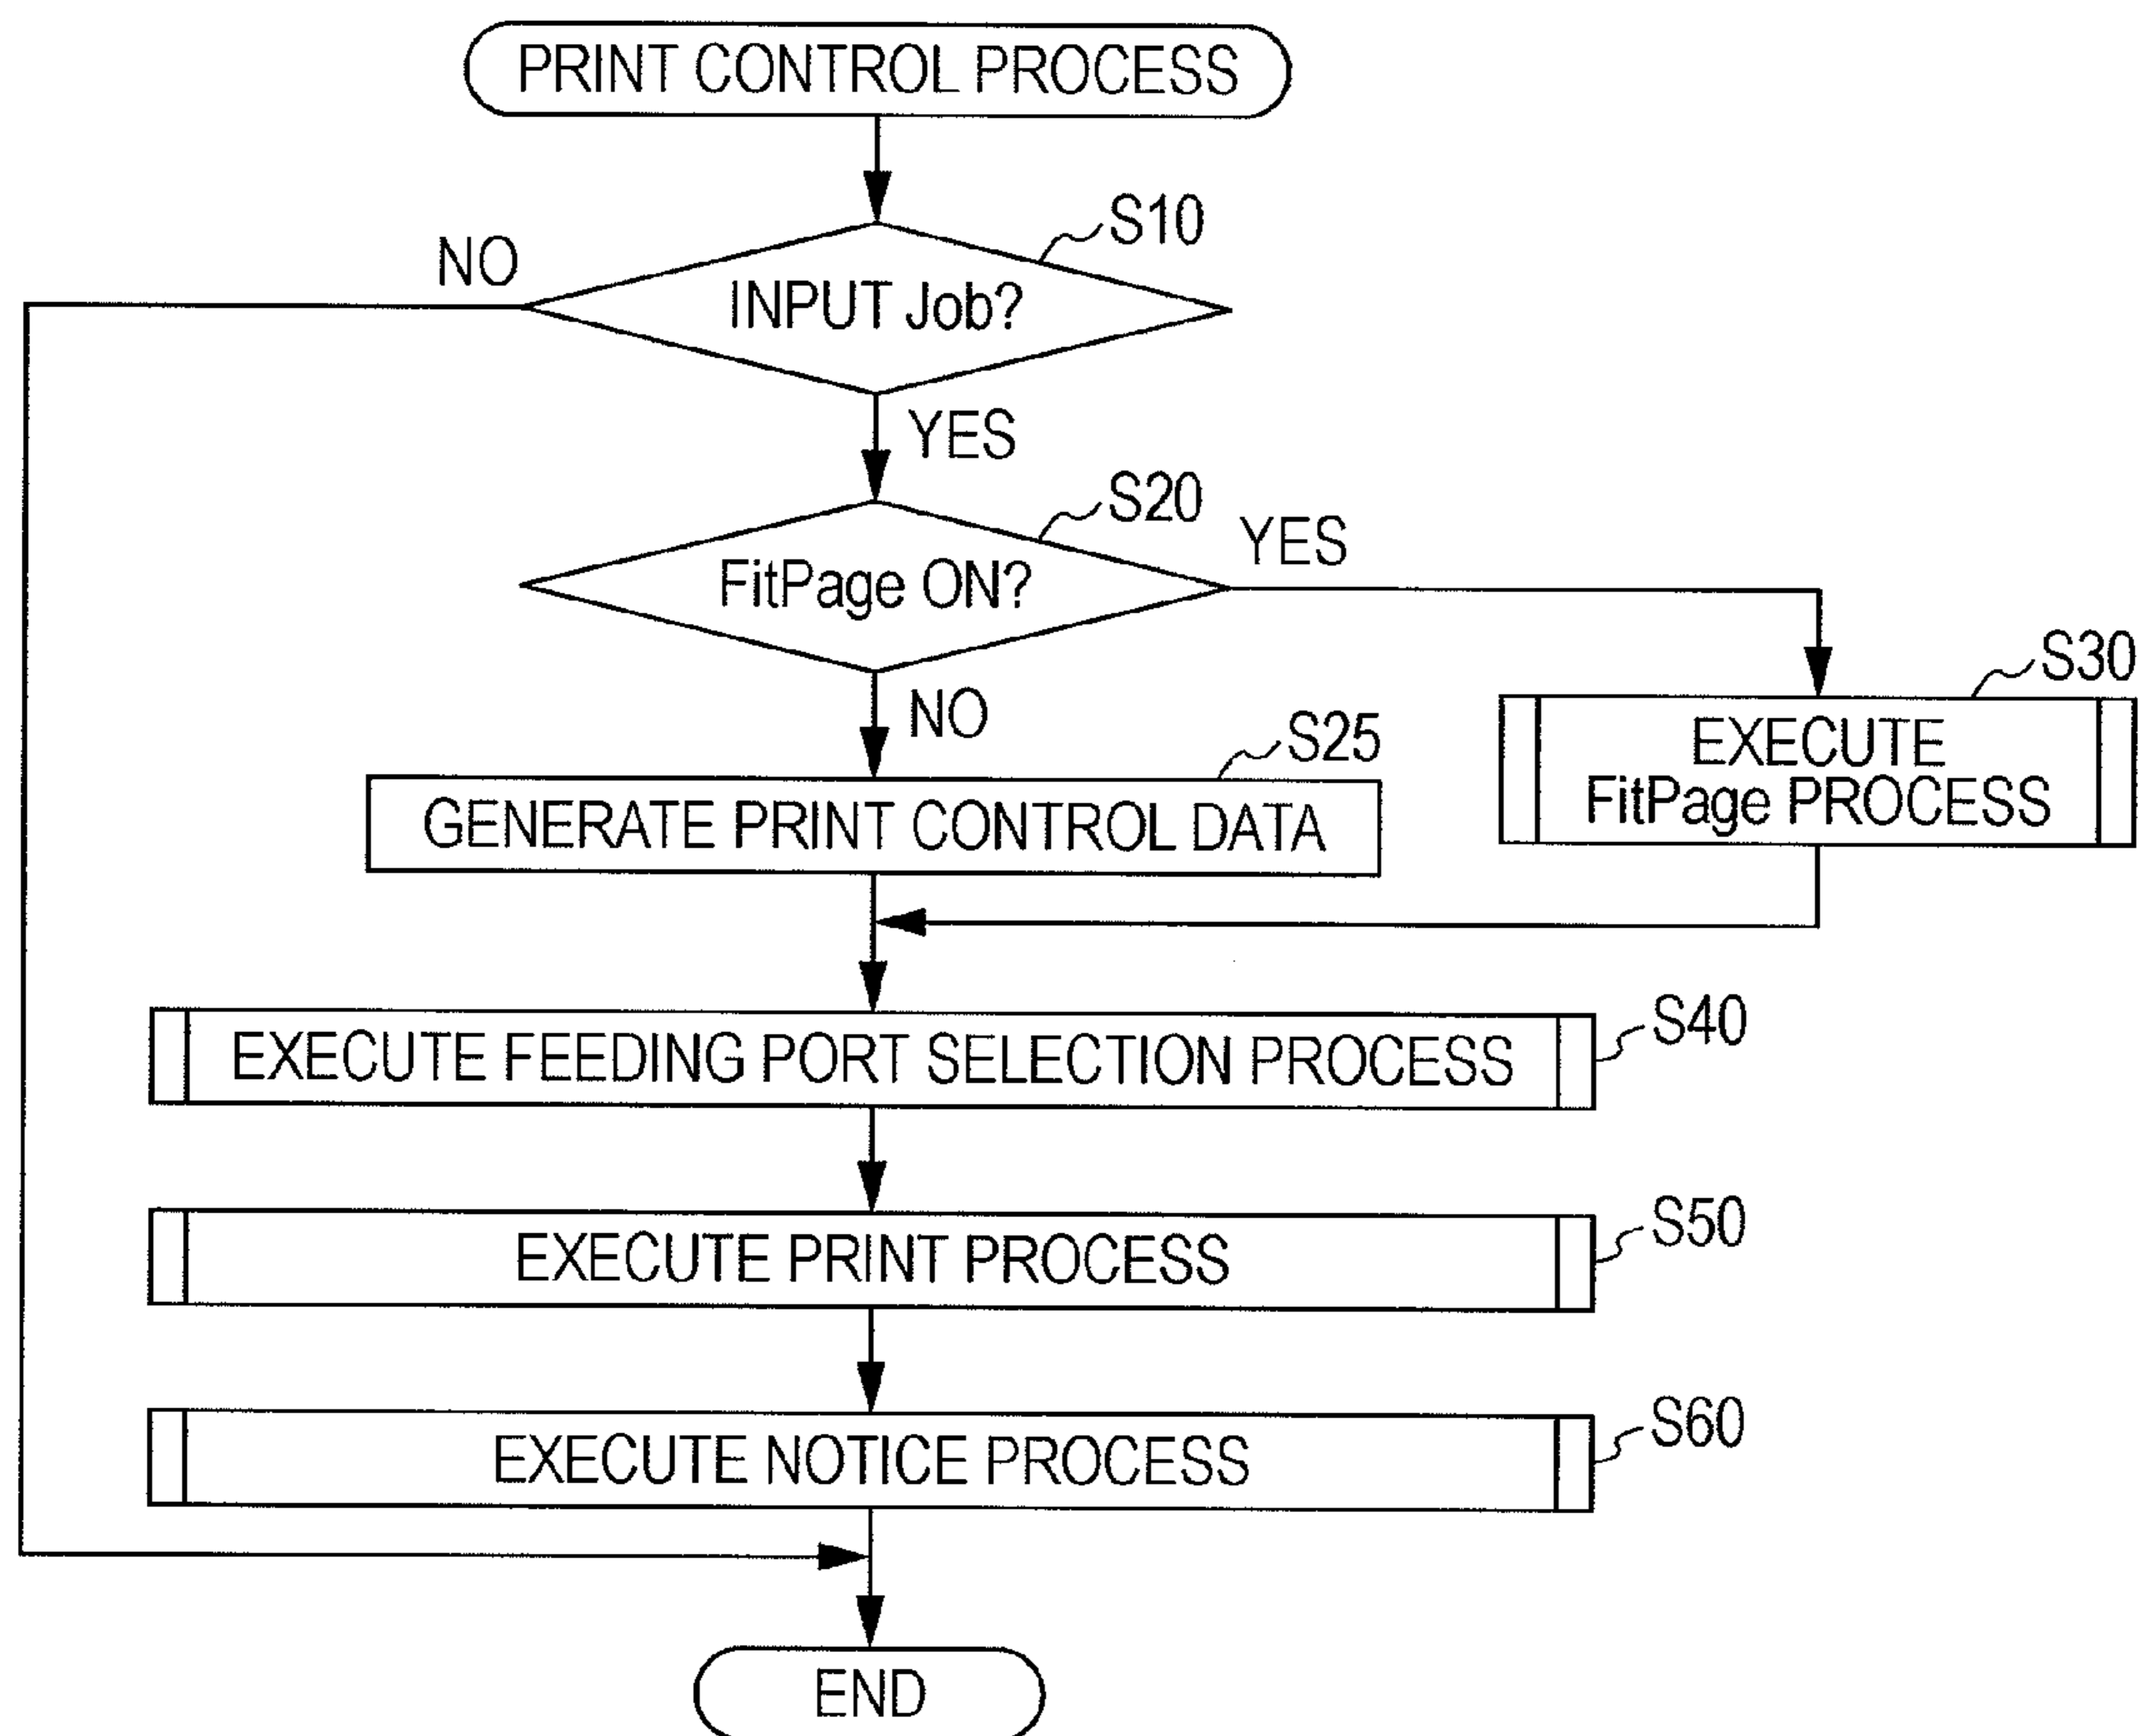 PRINT CONTROL PROCESS
S10
NO
INPUT Job?
YES
S20
YES
FitPage ON?
S30
NO
EXECUTE
FitPage PROCESS
S25
GENERATE PRINT CONTROL DATA
S40
EXECUTE FEEDING PORT SELECTION PROCESS
S50
EXECUTE PRINT PROCESS
S60
EXECUTE NOTICE PROCESS
END